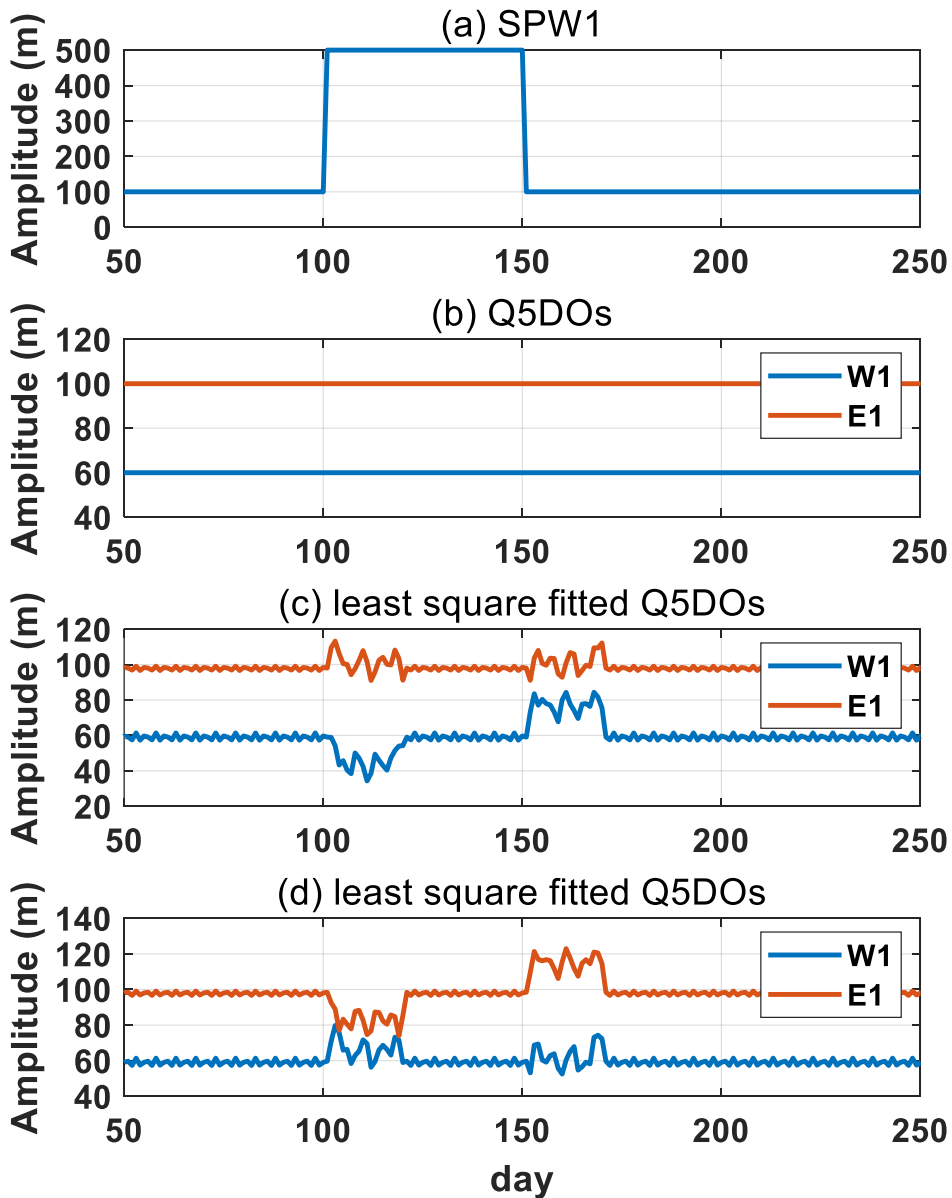 (a) SPW1
Amplitude (m)
500
400
300
200
100
0
50 100 150 200 250
(b) Q5DOs
Amplitude (m)
120
100
80
60
40
W1
E1
50 100 150 200 250
(c) least square fitted Q5DOs
Amplitude (m)
120
100
80
60
40
20
W1
E1
50 100 150 200 250
(d) least square fitted Q5DOs
Amplitude (m)
140
120
100
80
60
40
W1
E1
50 100 150 200 250
day